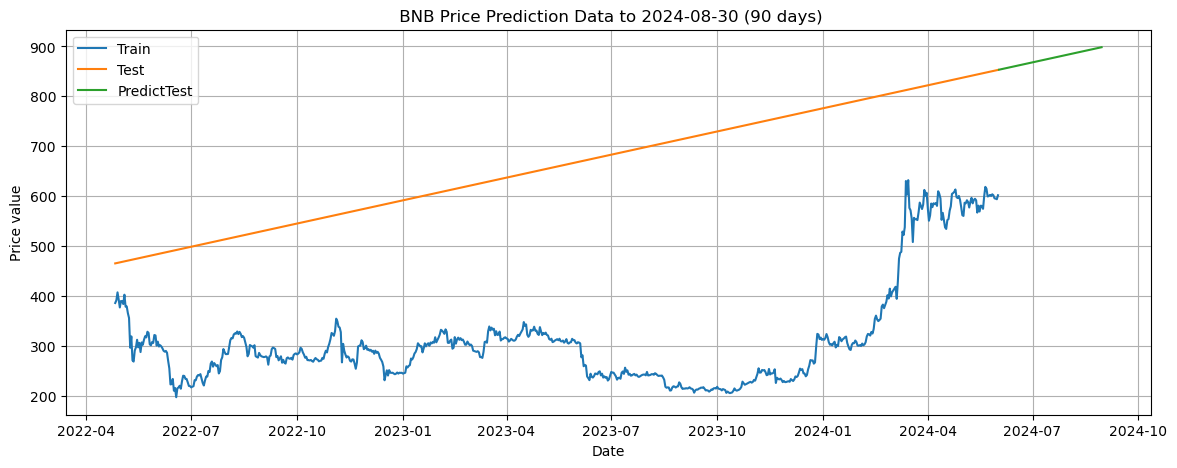 BNB Price Prediction Data to 2024-08-30 (90 days)
Train
Test
PredictTest
Price value
900
800
700
600
500
400
300
200
2022-04 2022-07 2022-10 2023-01 2023-04 2023-07 2023-10 2024-01 2024-04 2024-07 2024-10
Date